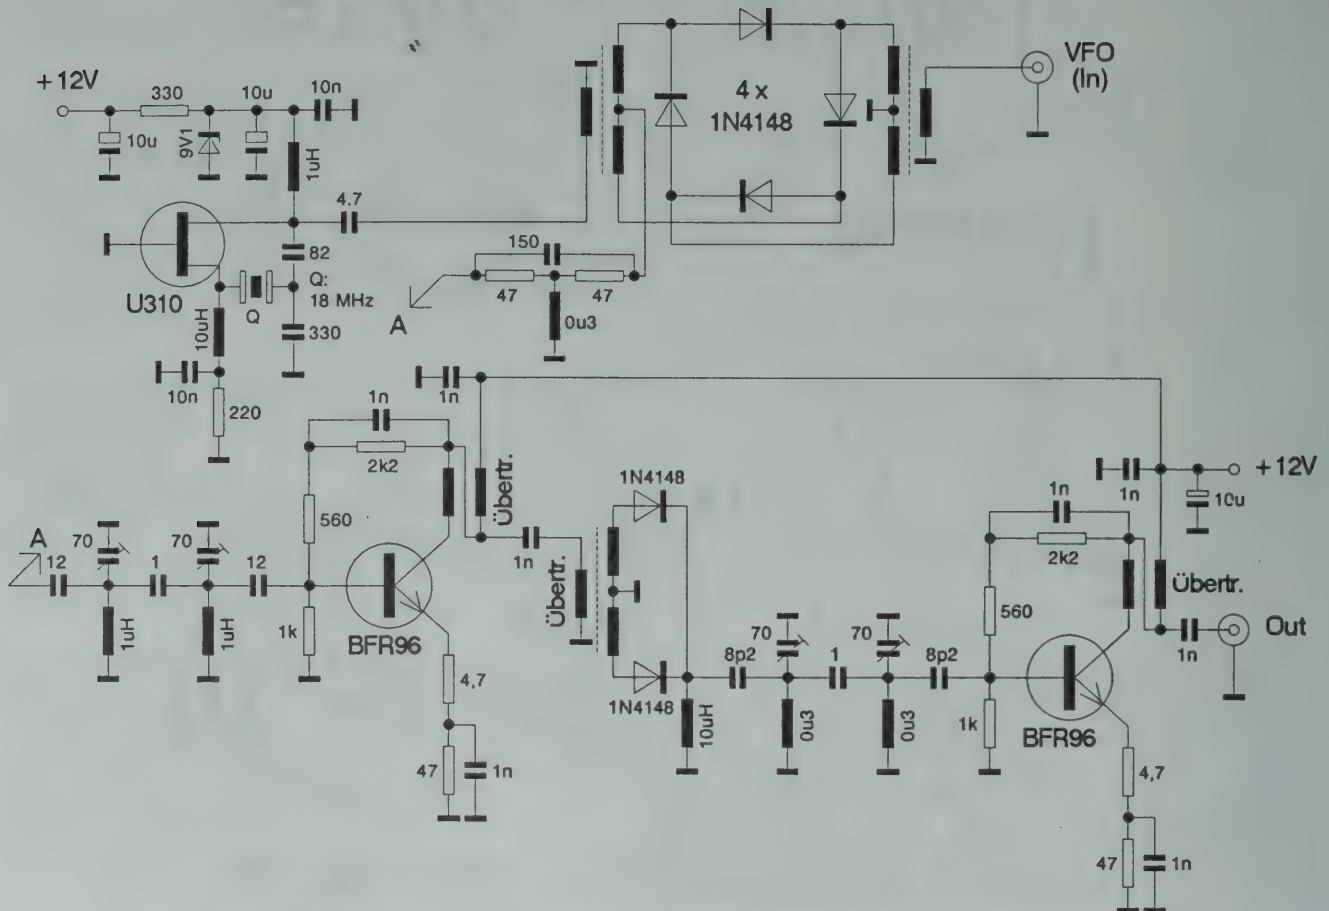 +12V
330
10u
10n
10u
9V1
1uH
4.7
82
Q:
18 MHz
Q
330
U310
10uH
10n
220
4 x
1N4148
VFO
(In)
150
47
47
0u3
A
1n
1n
2k2
560
Übertr.
A
12
70
1
70
12
1uH
1uH
1k
BFR96
4,7
47
1n
1n
Übertr.
1N4148
1N4148
10uH
8p2
70
1
70
8p2
0u3
0u3
1n
2k2
560
1k
BFR96
4,7
47
1n
1n
+12V
10u
Übertr.
1n
Out